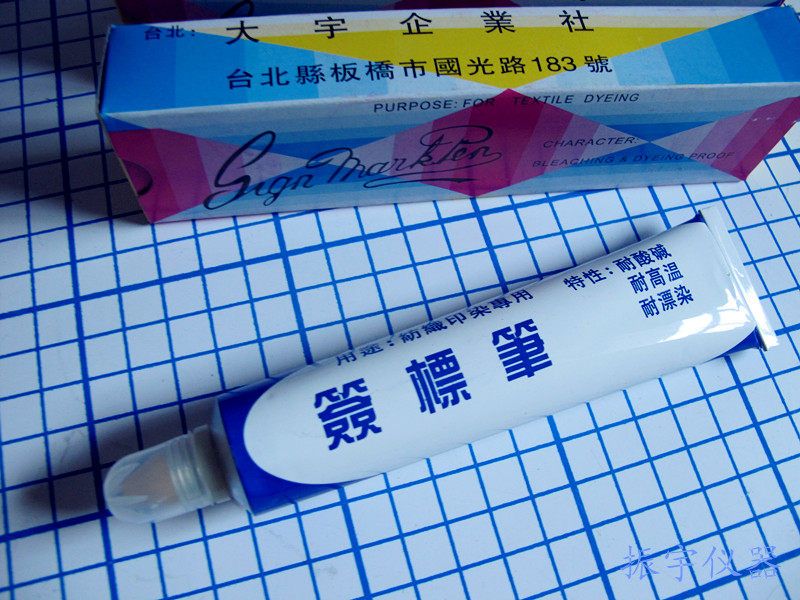 台北：大宇企業社
台北縣板橋市國光路183號
PURPOSE: FOR TEXTILE DYEING
Sign Mark Pen
CHARACTER:
BLEACHING & DYEING PROOF
用途：紡織印染專用
特性：耐酸碱
耐高温
耐漂染
簽標筆
振宇仪器